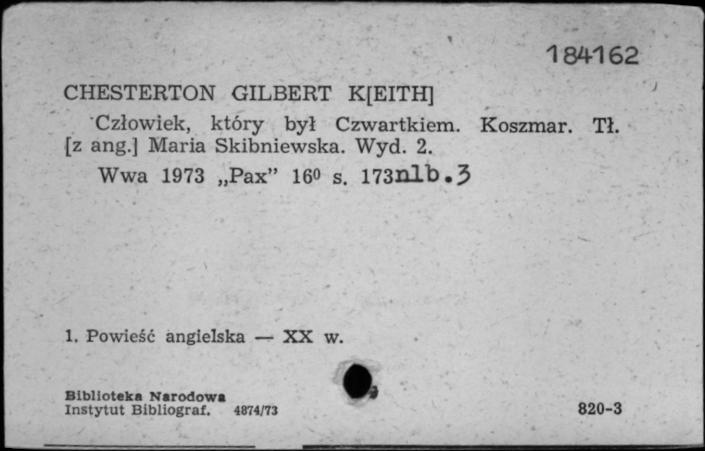 184162
CHESTERTON GILBERT K[EITH]
Człowiek, który był Czwartkiem. Koszmar. Tł.
[z ang.] Maria Skibniewska. Wyd. 2.
Wwa 1973 „Pax” 16⁰ s. 173nlb.3
1. Powieść angielska — XX w.
Biblioteka Narodowa
Instytut Bibliograf. 4874/73
820-3